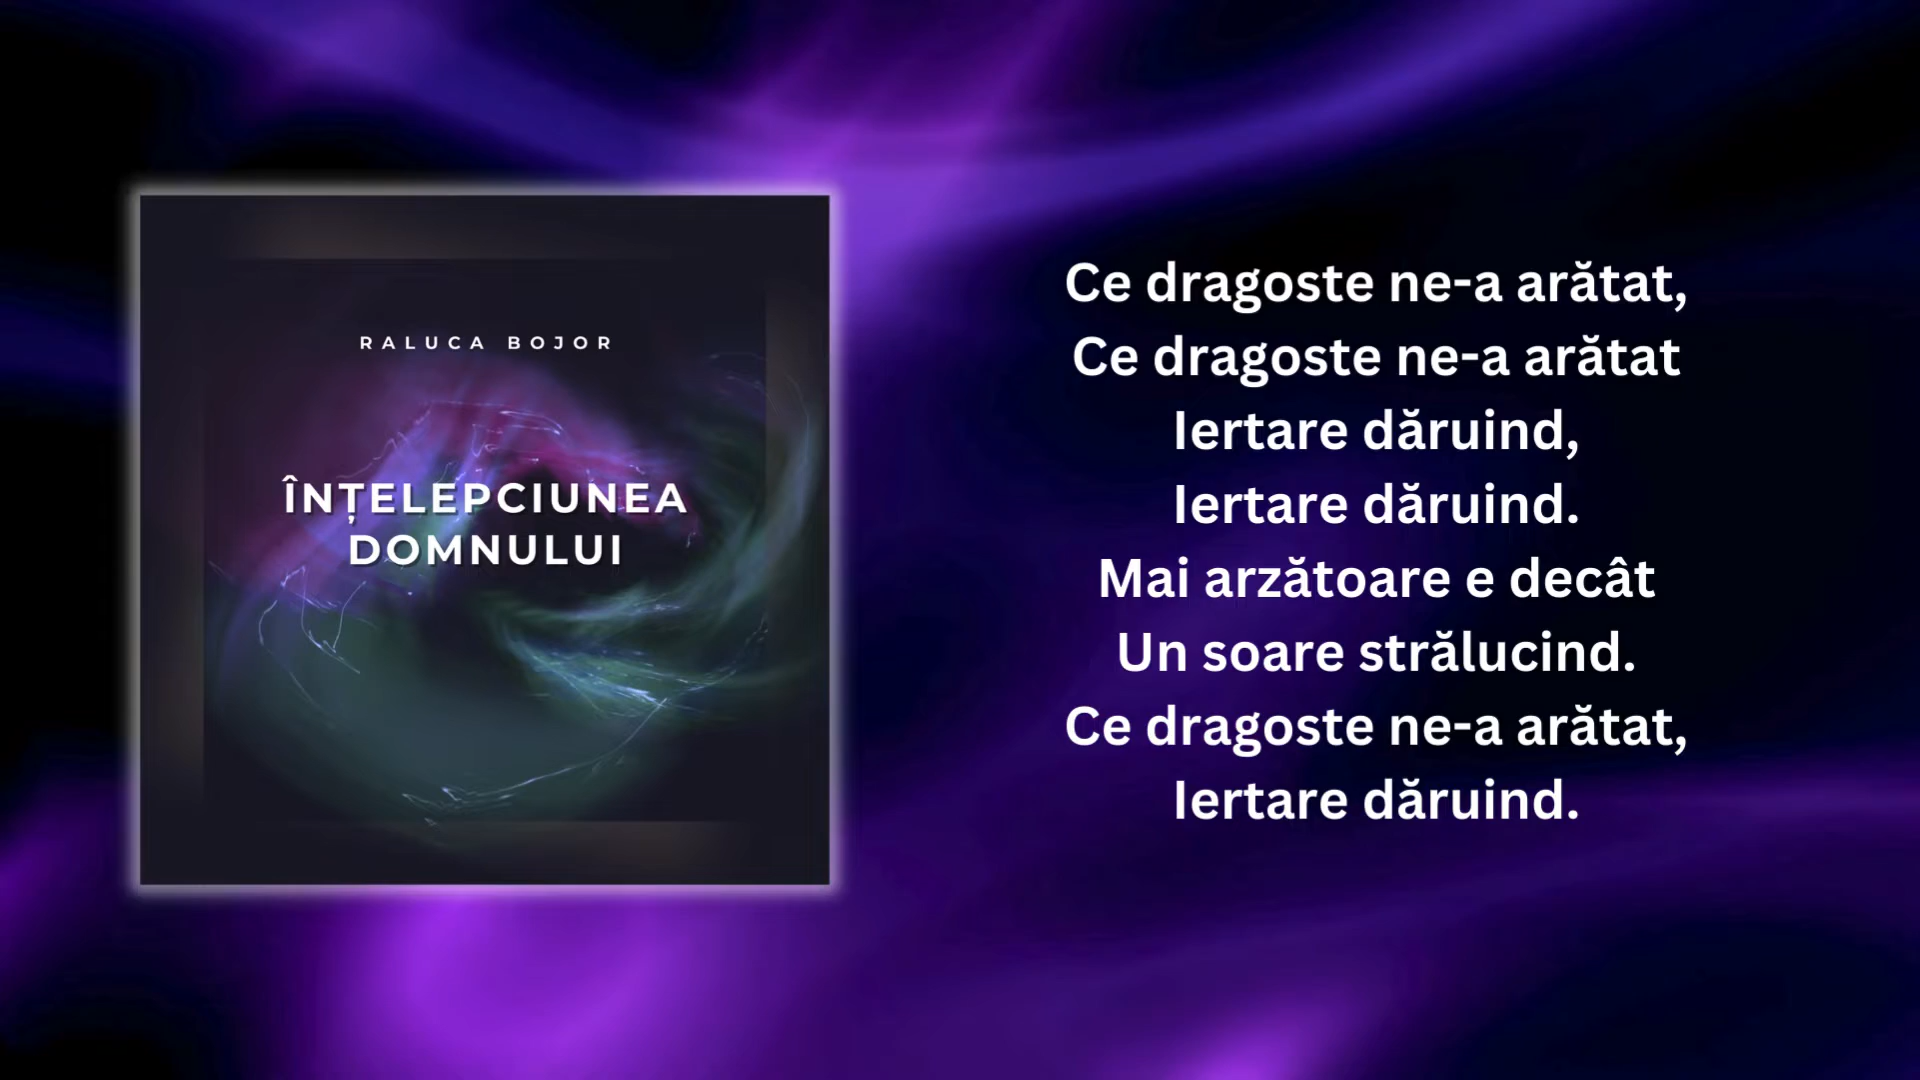 RALUCA BOJOR
ÎNȚELEPCIUNEA
DOMNULUI
Ce dragoste ne-a arătat,
Ce dragoste ne-a arătat
Iertare dăruind,
Iertare dăruind.
Mai arzătoare e decât
Un soare strălucind.
Ce dragoste ne-a arătat,
Iertare dăruind.